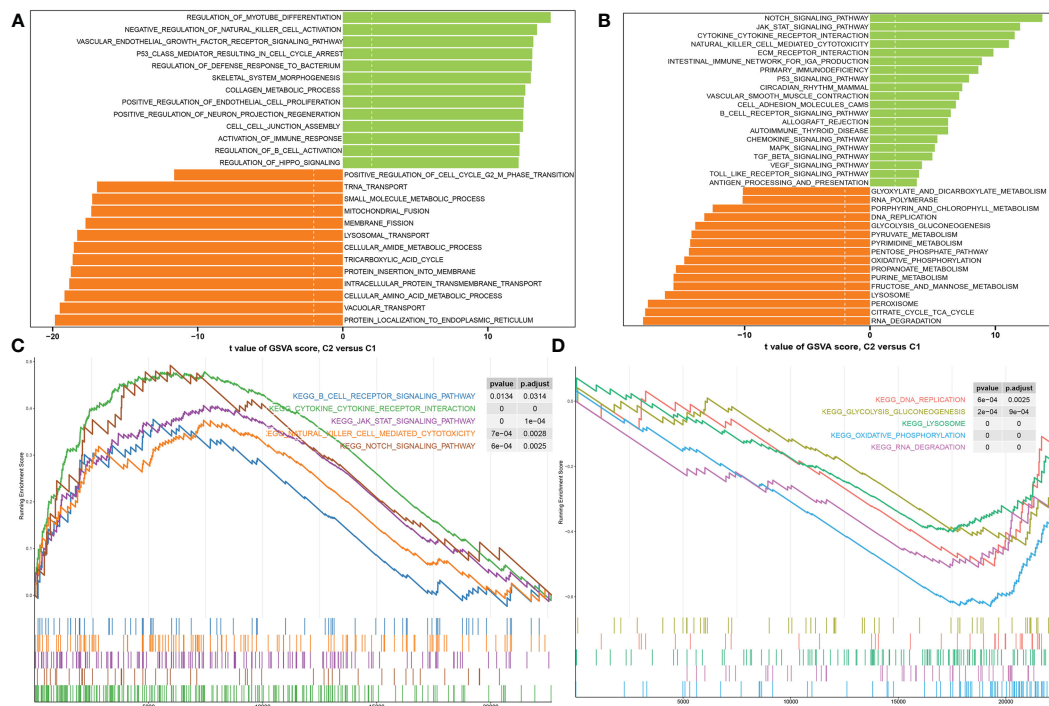 A
REGULATION_OF_MYOTUBE_DIFFERENTIATION
NEGATIVE_REGULATION_OF_NATURAL_KILLER_CELL_ACTIVATION
VASCULAR_ENDOTHELIAL_GROWTH_FACTOR_RECEPTOR_SIGNALING_PATHWAY
P53_CLASS_MEDIATOR_RESULTING_IN_CELL_CYCLE_ARREST
REGULATION_OF_DEFENSE_RESPONSE_TO_BACTERIUM
SKELETAL_SYSTEM_MORPHOGENESIS
COLLAGEN_METABOLIC_PROCESS
POSITIVE_REGULATION_OF_ENDOTHELIAL_CELL_PROLIFERATION
POSITIVE_REGULATION_OF_NEURON_PROJECTION_REGENERATION
CELL_CELL_JUNCTION_ASSEMBLY
ACTIVATION_OF_IMMUNE_RESPONSE
REGULATION_OF_B_CELL_ACTIVATION
REGULATION_OF_HIPPO_SIGNALING
POSITIVE_REGULATION_OF_CELL_CYCLE_G2_M_PHASE_TRANSITION
TRNA_TRANSPORT
SMALL_MOLECULE_METABOLIC_PROCESS
MITOCHONDRIAL_FUSION
MEMBRANE_FISSION
LYSOSOMAL_TRANSPORT
CELLULAR_AMIDE_METABOLIC_PROCESS
TRICARBOXYLIC_ACID_CYCLE
PROTEIN_INSERTION_INTO_MEMBRANE
INTRACELLULAR_PROTEIN_TRANSMEMBRANE_TRANSPORT
CELLULAR_AMINO_ACID_METABOLIC_PROCESS
VACUOLAR_TRANSPORT
PROTEIN_LOCALIZATION_TO_ENDOPLASMIC_RETICULUM
−20 −10 0 10
t value of GSVA score, C2 versus C1
B
NOTCH_SIGNALING_PATHWAY
JAK_STAT_SIGNALING_PATHWAY
CYTOKINE_CYTOKINE_RECEPTOR_INTERACTION
NATURAL_KILLER_CELL_MEDIATED_CYTOTOXICITY
ECM_RECEPTOR_INTERACTION
INTESTINAL_IMMUNE_NETWORK_FOR_IGA_PRODUCTION
PRIMARY_IMMUNODEFICIENCY
P53_SIGNALING_PATHWAY
CIRCADIAN_RHYTHM_MAMMAL
VASCULAR_SMOOTH_MUSCLE_CONTRACTION
CELL_ADHESION_MOLECULES_CAMS
B_CELL_RECEPTOR_SIGNALING_PATHWAY
ALLOGRAFT_REJECTION
AUTOIMMUNE_THYROID_DISEASE
CHEMOKINE_SIGNALING_PATHWAY
MAPK_SIGNALING_PATHWAY
TGF_BETA_SIGNALING_PATHWAY
VEGF_SIGNALING_PATHWAY
TOLL_LIKE_RECEPTOR_SIGNALING_PATHWAY
ANTIGEN_PROCESSING_AND_PRESENTATION
GLYOXYLATE_AND_DICARBOXYLATE_METABOLISM
RNA_POLYMERASE
PORPHYRIN_AND_CHLOROPHYLL_METABOLISM
DNA_REPLICATION
GLYCOLYSIS_GLUCONEOGENESIS
PYRUVATE_METABOLISM
PYRIMIDINE_METABOLISM
PENTOSE_PHOSPHATE_PATHWAY
OXIDATIVE_PHOSPHORYLATION
PROPANOATE_METABOLISM
PURINE_METABOLISM
FRUCTOSE_AND_MANNOSE_METABOLISM
LYSOSOME
PEROXISOME
CITRATE_CYCLE_TCA_CYCLE
RNA_DEGRADATION
−10 0 10
t value of GSVA score, C2 versus C1
C
pvalue p.adjust
KEGG_B_CELL_RECEPTOR_SIGNALING_PATHWAY 0.0134 0.0314
KEGG_CYTOKINE_CYTOKINE_RECEPTOR_INTERACTION 0 0
KEGG_JAK_STAT_SIGNALING_PATHWAY 0 1e−04
EGG_NATURAL_KILLER_CELL_MEDIATED_CYTOTOXICITY 7e−04 0.0028
KEGG_NOTCH_SIGNALING_PATHWAY 6e−04 0.0025
Running Enrichment Score
D
pvalue p.adjust
KEGG_DNA_REPLICATION 6e−04 0.0025
KEGG_GLYCOLYSIS_GLUCONEOGENESIS 2e−04 9e−04
KEGG_LYSOSOME 0 0
KEGG_OXIDATIVE_PHOSPHORYLATION 0 0
KEGG_RNA_DEGRADATION 0 0
Running Enrichment Score
5000 10000 15000 20000